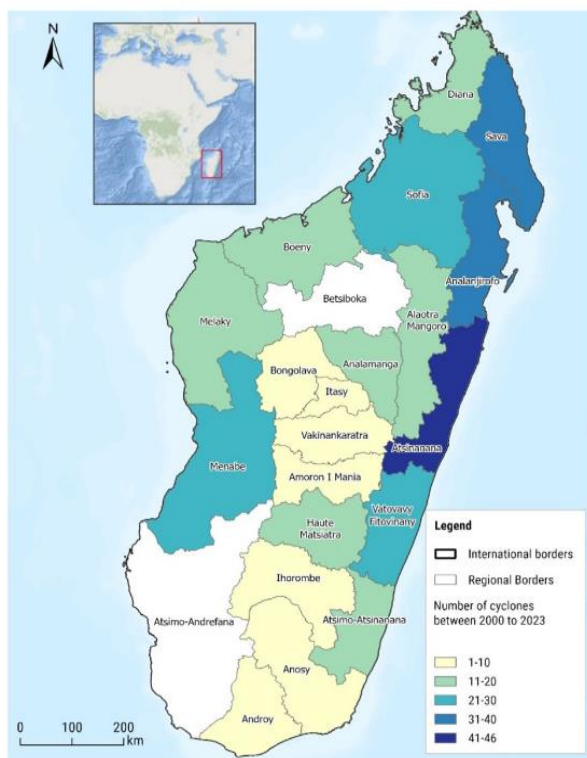 N
Diana
Sava
Sofia
Boeny
Analanjirofo
Betsiboka
Melaky
Alaotra
Mangoro
Analamanga
Bongolava
Itasy
Vakinankaratra
Atsinanana
Menabe
Amoron I Mania
Vatovavy
Fitovinany
Haute
Matsiatra
Ihorombe
Atsimo-Andrefana
Atsimo-Atsinanana
Anosy
Androy
Legend
International borders
Regional Borders
Number of cyclones
between 2000 to 2023
1-10
11-20
21-30
31-40
41-46
0 100 200
km